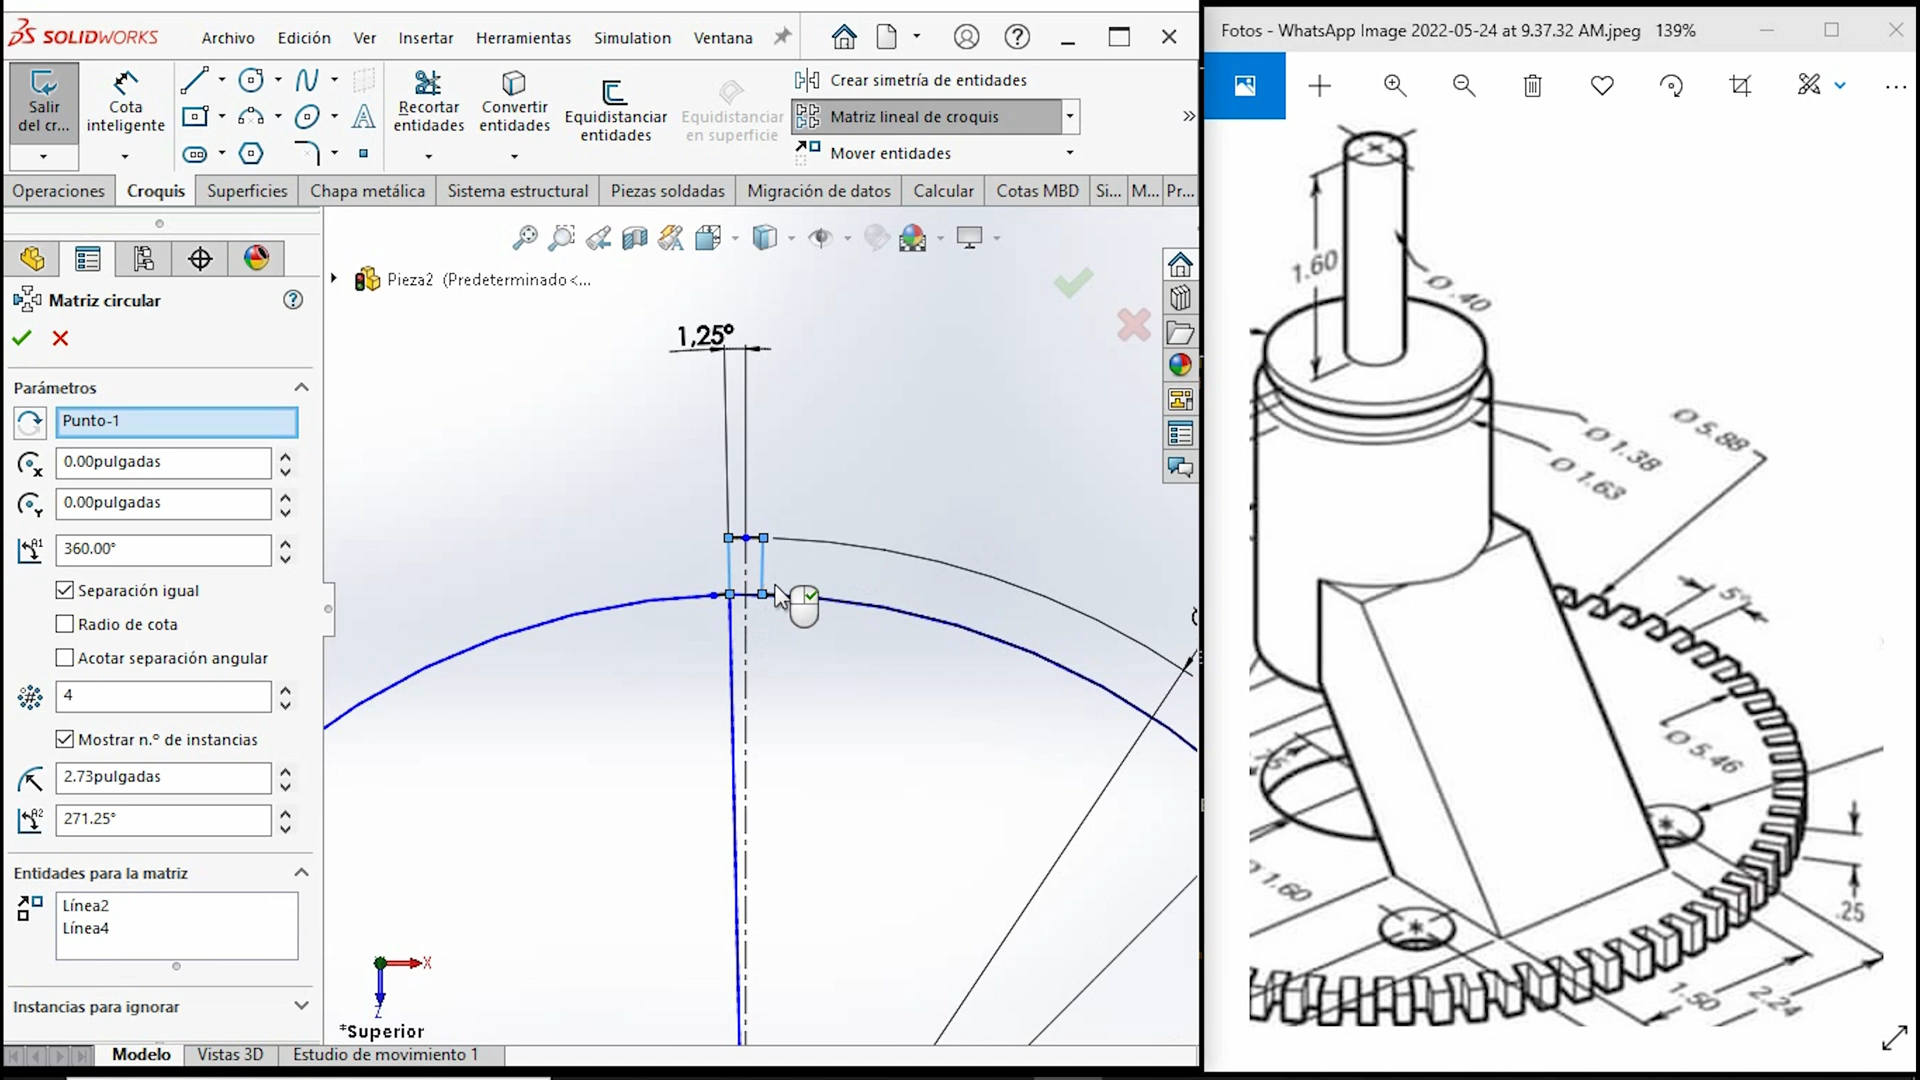 SOLIDWORKS
Archivo Edición Ver Insertar Herramientas Simulation Ventana
Salir del cr...
Cota inteligente
Recortar entidades
Convertir entidades
Equidistanciar entidades
Equidistanciar en superficie
Crear simetría de entidades
Matriz lineal de croquis
Mover entidades
Operaciones Croquis Superficies Chapa metálica Sistema estructural Piezas soldadas Migración de datos Calcular Cotas MBD Si... M... Pr...
Pieza2 (Predeterminado<...
Matriz circular
Parámetros
Punto-1
0.00pulgadas
0.00pulgadas
360.00°
Separación igual
Radio de cota
Acotar separación angular
4
Mostrar n.º de instancias
2.73pulgadas
271.25°
Entidades para la matriz
Línea2
Línea4
Instancias para ignorar
1,25º
X
Z
*Superior
Modelo Vistas 3D Estudio de movimiento 1
Fotos - WhatsApp Image 2022-05-24 at 9.37.32 AM.jpeg 139%
1.60
Ø .40
Ø 5.88
Ø 1.38
Ø 1.63
5°
Ø 5.46
.25
1.50
2.24